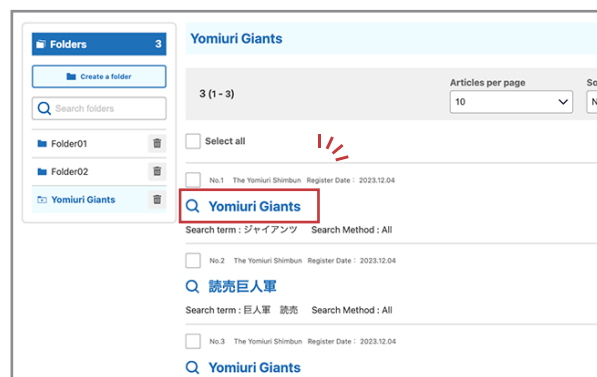 Folders 3
Create a folder
Search folders
Folder01
Folder02
Yomiuri Giants
Yomiuri Giants
3 (1 - 3)
Articles per page
10
So
N
Select all
No.1 The Yomiuri Shimbun Register Date : 2023.12.04
Yomiuri Giants
Search term : ジャイアンツ Search Method : All
No.2 The Yomiuri Shimbun Register Date : 2023.12.04
読売巨人軍
Search term : 巨人軍 読売 Search Method : All
No.3 The Yomiuri Shimbun Register Date : 2023.12.04
Yomiuri Giants